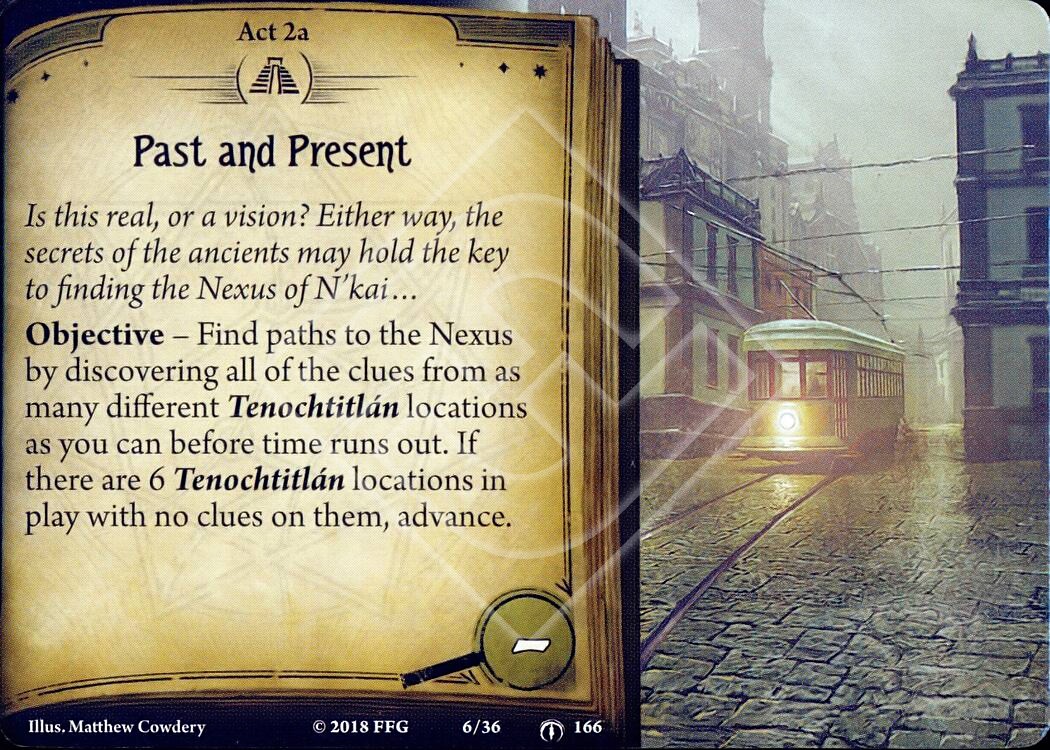 Act 2a
Past and Present
Is this real, or a vision? Either way, the
secrets of the ancients may hold the key
to finding the Nexus of N'kai…
Objective – Find paths to the Nexus
by discovering all of the clues from as
many different Tenochtitlán locations
as you can before time runs out. If
there are 6 Tenochtitlán locations in
play with no clues on them, advance.
–
Illus. Matthew Cowdery © 2018 FFG 6/36 166